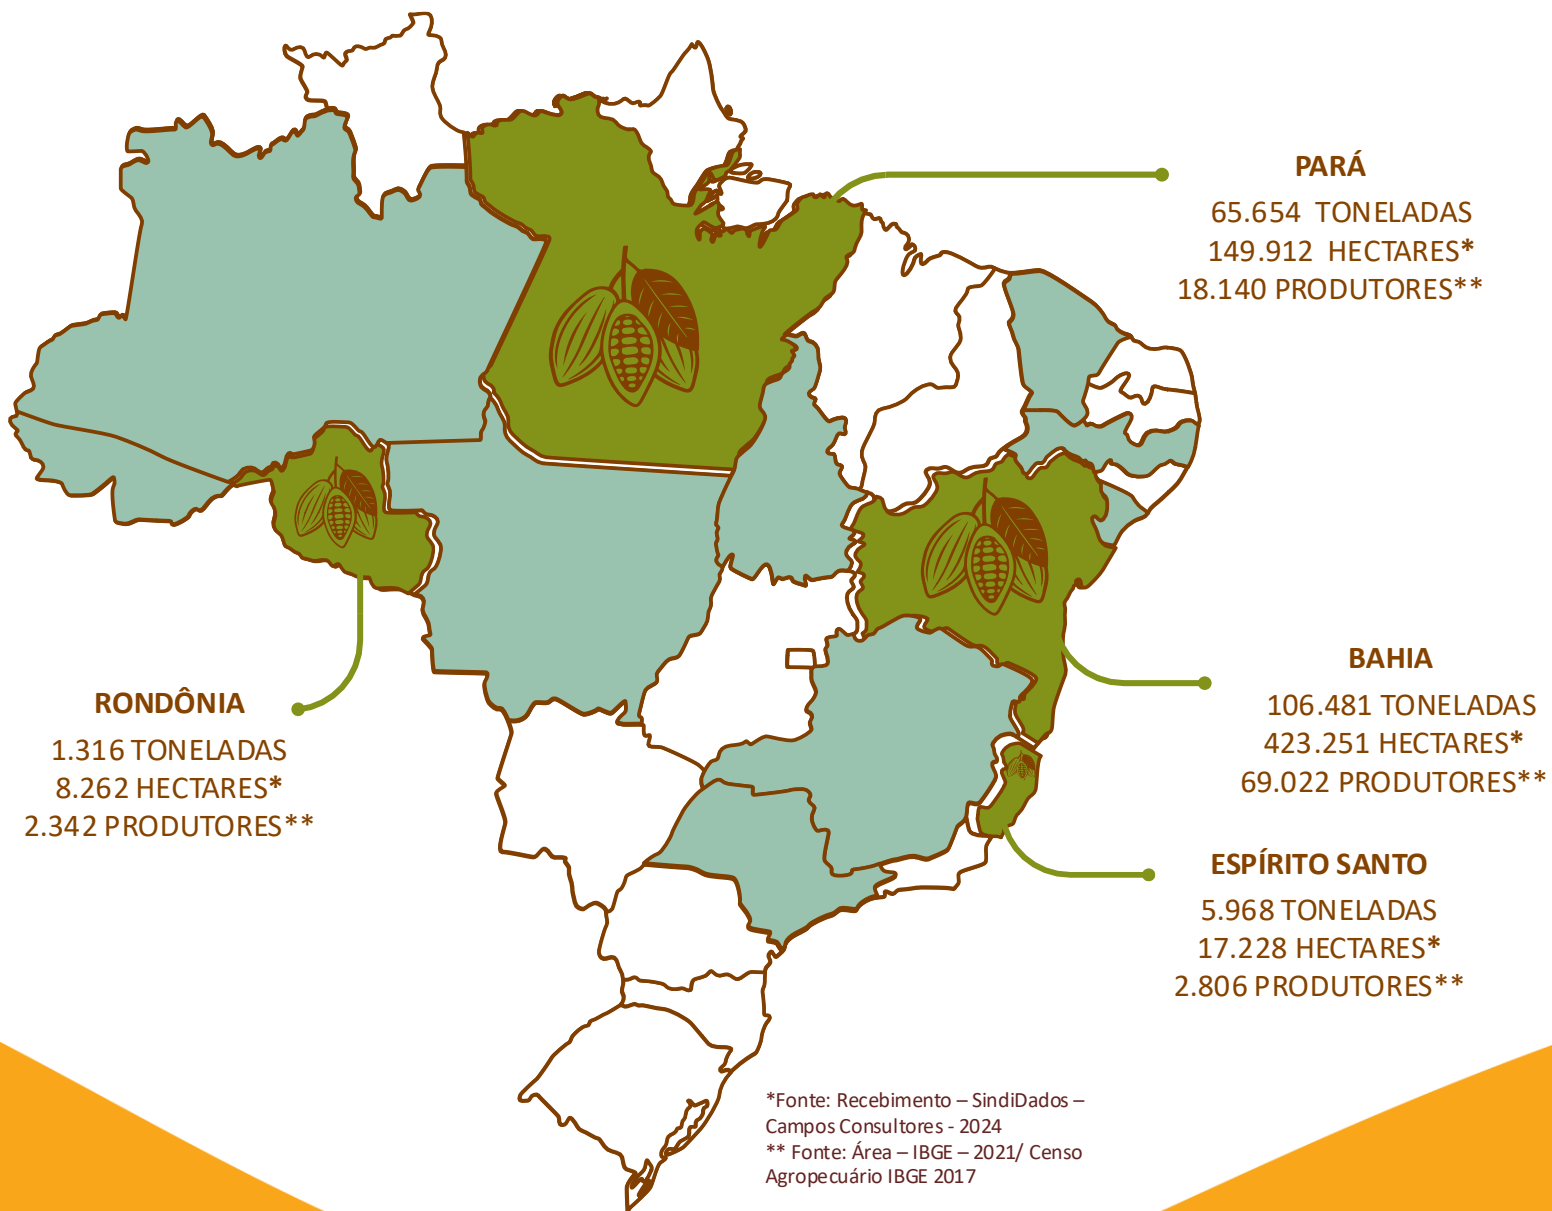 PARÁ
65.654 TONELADAS
149.912 HECTARES*
18.140 PRODUTORES**
BAHIA
106.481 TONELADAS
423.251 HECTARES*
69.022 PRODUTORES**
RONDÔNIA
1.316 TONELADAS
8.262 HECTARES*
2.342 PRODUTORES**
ESPÍRITO SANTO
5.968 TONELADAS
17.228 HECTARES*
2.806 PRODUTORES**
*Fonte: Recebimento – SindiDados –
Campos Consultores - 2024
** Fonte: Área – IBGE – 2021/ Censo
Agropecuário IBGE 2017